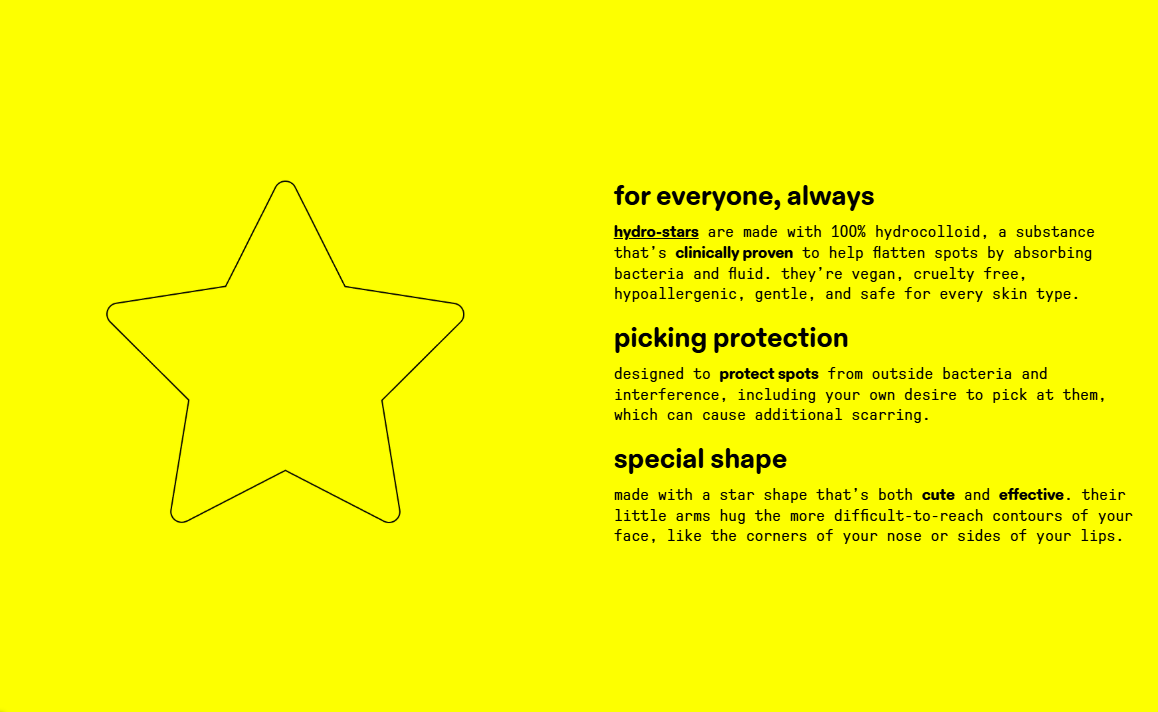 for everyone, always
hydro-stars are made with 100% hydrocolloid, a substance
that's clinically proven to help flatten spots by absorbing
bacteria and fluid. they're vegan, cruelty free,
hypoallergenic, gentle, and safe for every skin type.
picking protection
designed to protect spots from outside bacteria and
interference, including your own desire to pick at them,
which can cause additional scarring.
special shape
made with a star shape that's both cute and effective. their
little arms hug the more difficult-to-reach contours of your
face, like the corners of your nose or sides of your lips.